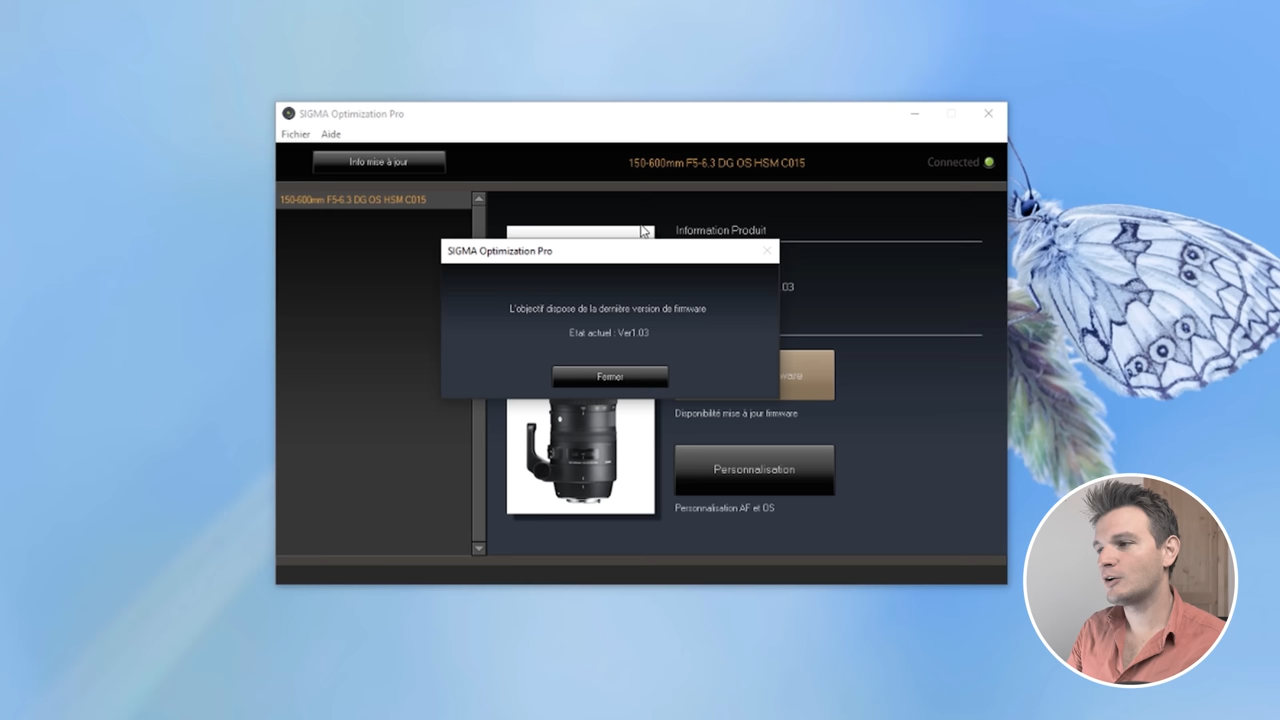 SIGMA Optimization Pro
Fichier Aide
Info mise à jour
150-600mm F5-6.3 DG OS HSM C015
Connected
150-600mm F5-6.3 DG OS HSM C015
Information Produit
SIGMA Optimization Pro
.03
L'objectif dispose de la dernière version de firmware
Etat actuel : Ver1.03
Fermer
ware
Disponibilité mise à jour firmware
Personnalisation
Personnalisation AF et OS